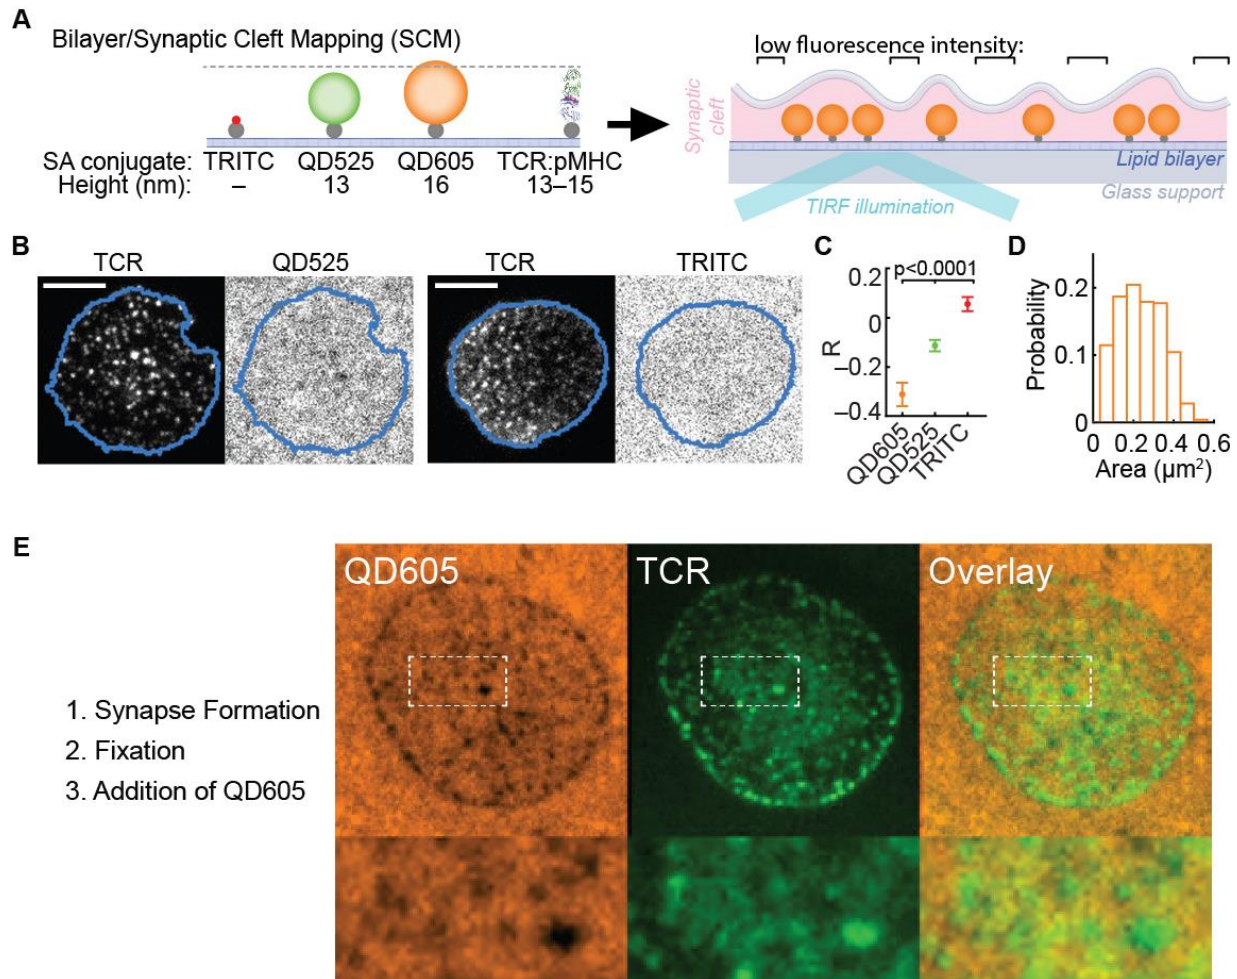 A
Bilayer/Synaptic Cleft Mapping (SCM)
SA conjugate: TRITC QD525 QD605 TCR:pMHC
Height (nm): – 13 16 13–15
low fluorescence intensity:
Synaptic
cleft
Lipid bilayer
Glass support
TIRF illumination
B
TCR QD525 TCR TRITC
C
p<0.0001
0.2
0
–0.2
–0.4
R
QD605
QD525
TRITC
D
Probability
0.2
0.1
0
0 0.2 0.4 0.6
Area (µm²)
E
1. Synapse Formation
2. Fixation
3. Addition of QD605
QD605 TCR Overlay